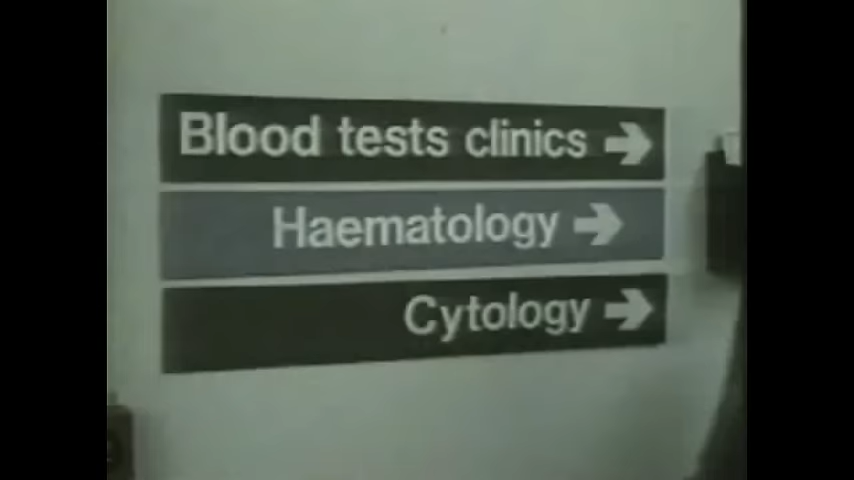 Blood tests clinics →
Haematology →
Cytology →